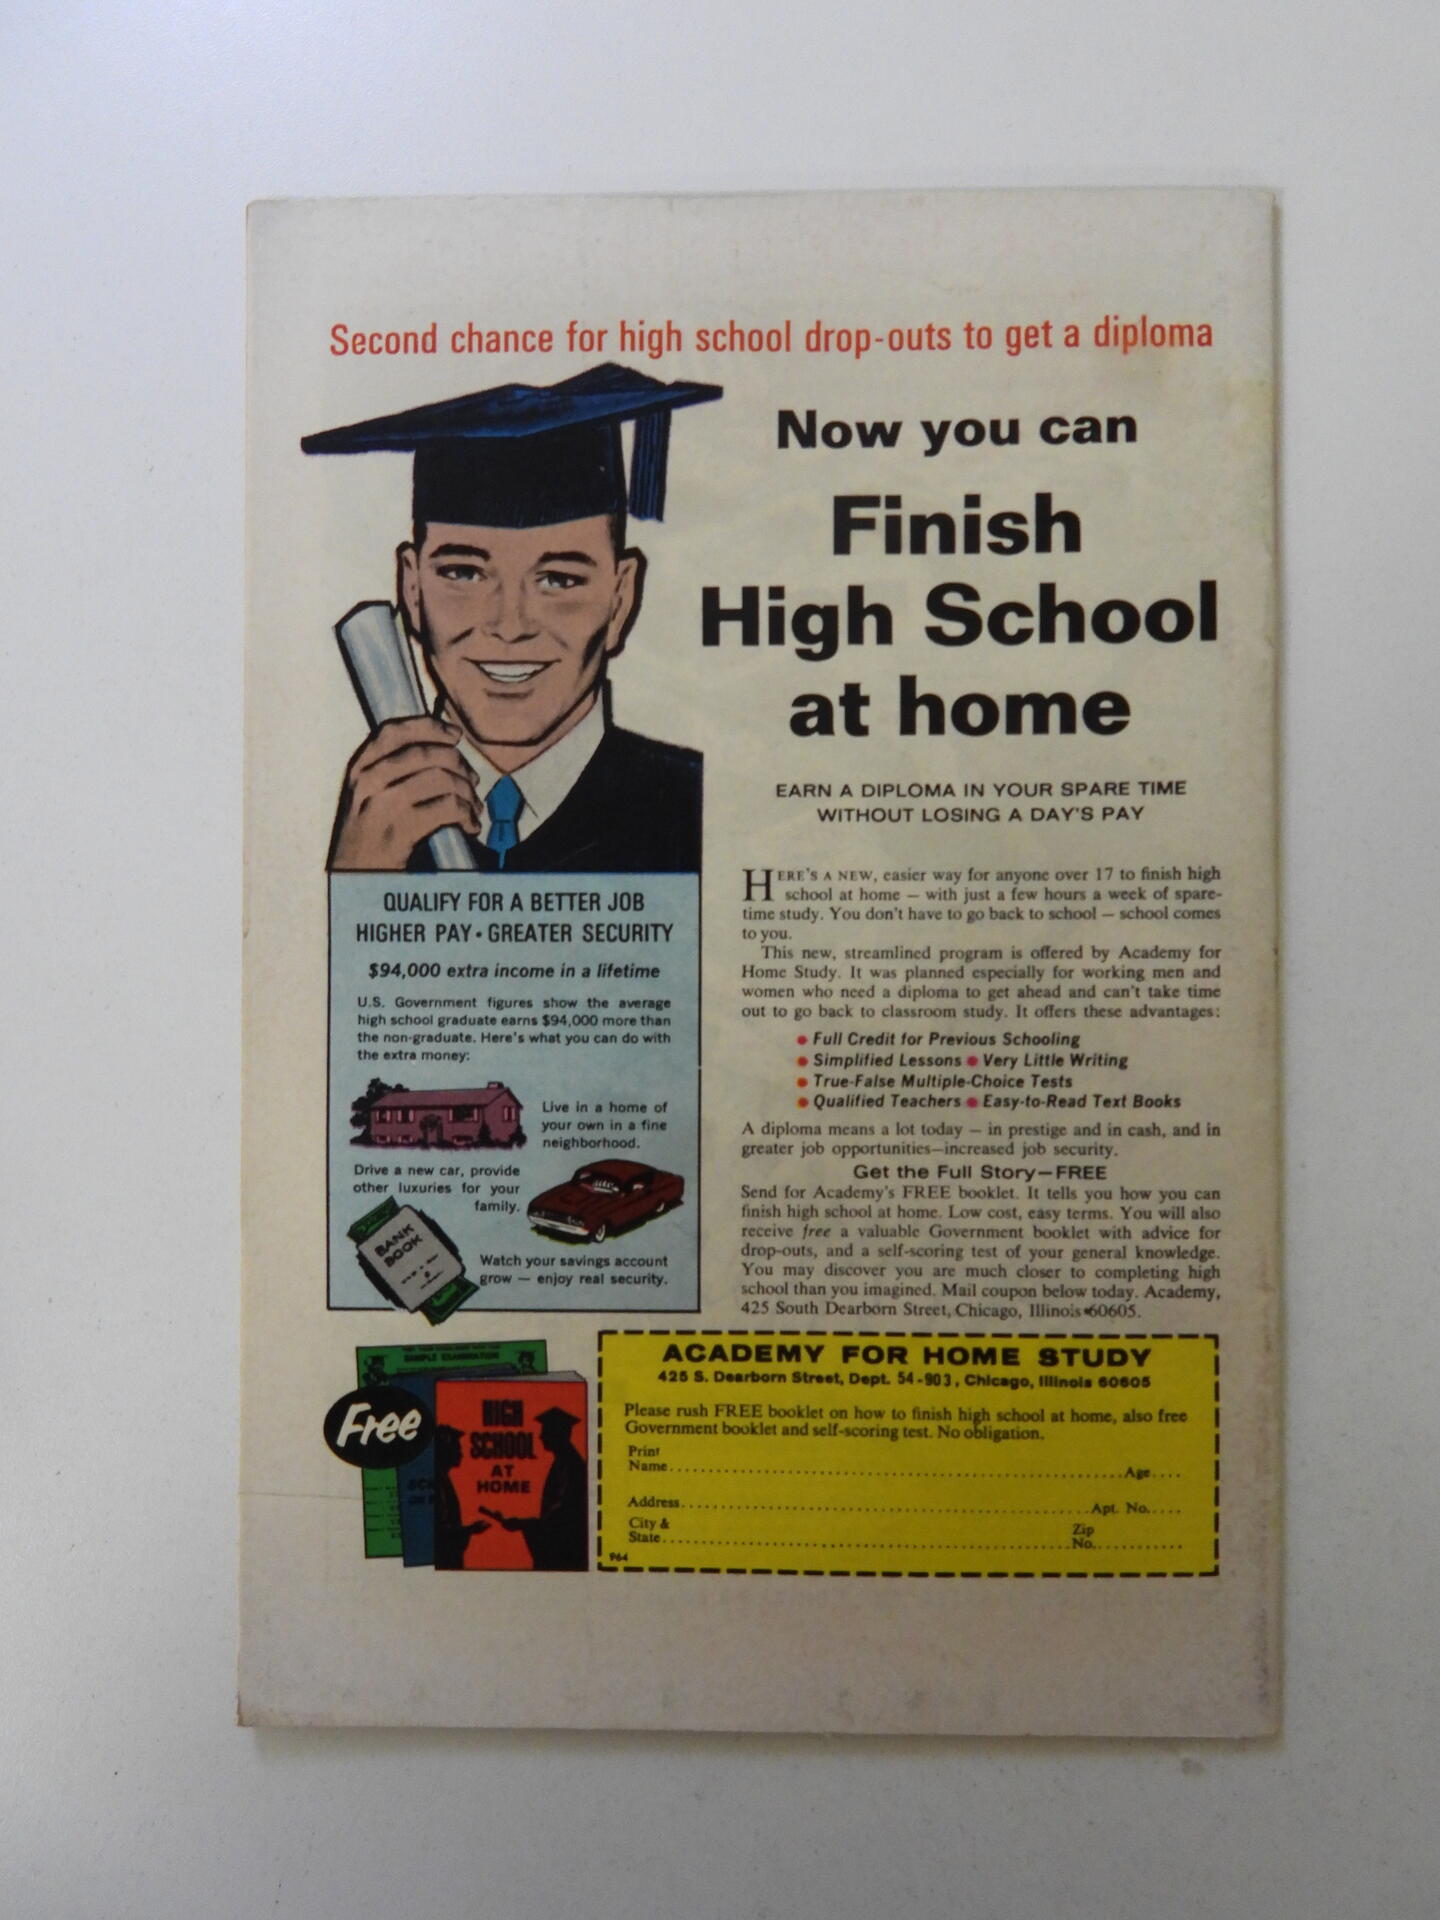 Second chance for high school drop-outs to get a diploma
Now you can
Finish
High School
at home
EARN A DIPLOMA IN YOUR SPARE TIME
WITHOUT LOSING A DAY'S PAY
HERE'S A NEW, easier way for anyone over 17 to finish high
school at home — with just a few hours a week of spare-
time study. You don't have to go back to school — school comes
to you.
This new, streamlined program is offered by Academy for
Home Study. It was planned especially for working men and
women who need a diploma to get ahead and can't take time
out to go back to classroom study. It offers these advantages:
• Full Credit for Previous Schooling
• Simplified Lessons • Very Little Writing
• True-False Multiple-Choice Tests
• Qualified Teachers • Easy-to-Read Text Books
A diploma means a lot today — in prestige and in cash, and in
greater job opportunities—increased job security.
Get the Full Story—FREE
Send for Academy's FREE booklet. It tells you how you can
finish high school at home. Low cost, easy terms. You will also
receive free a valuable Government booklet with advice for
drop-outs, and a self-scoring test of your general knowledge.
You may discover you are much closer to completing high
school than you imagined. Mail coupon below today. Academy,
425 South Dearborn Street, Chicago, Illinois 60605.
QUALIFY FOR A BETTER JOB
HIGHER PAY • GREATER SECURITY
$94,000 extra income in a lifetime
U.S. Government figures show the average
high school graduate earns $94,000 more than
the non-graduate. Here's what you can do with
the extra money:
Live in a home of
your own in a fine
neighborhood.
Drive a new car, provide
other luxuries for your
family.
BANK
BOOK
Watch your savings account
grow — enjoy real security.
SAMPLE EXAMINATION
Free
HIGH
SCHOOL
AT
HOME
ACADEMY FOR HOME STUDY
425 S. Dearborn Street, Dept. 54-903, Chicago, Illinois 60605
Please rush FREE booklet on how to finish high school at home, also free
Government booklet and self-scoring test. No obligation.
Print
Name.......... Age....
Address.......... Apt. No.....
City &
State.......... Zip
No...........
964